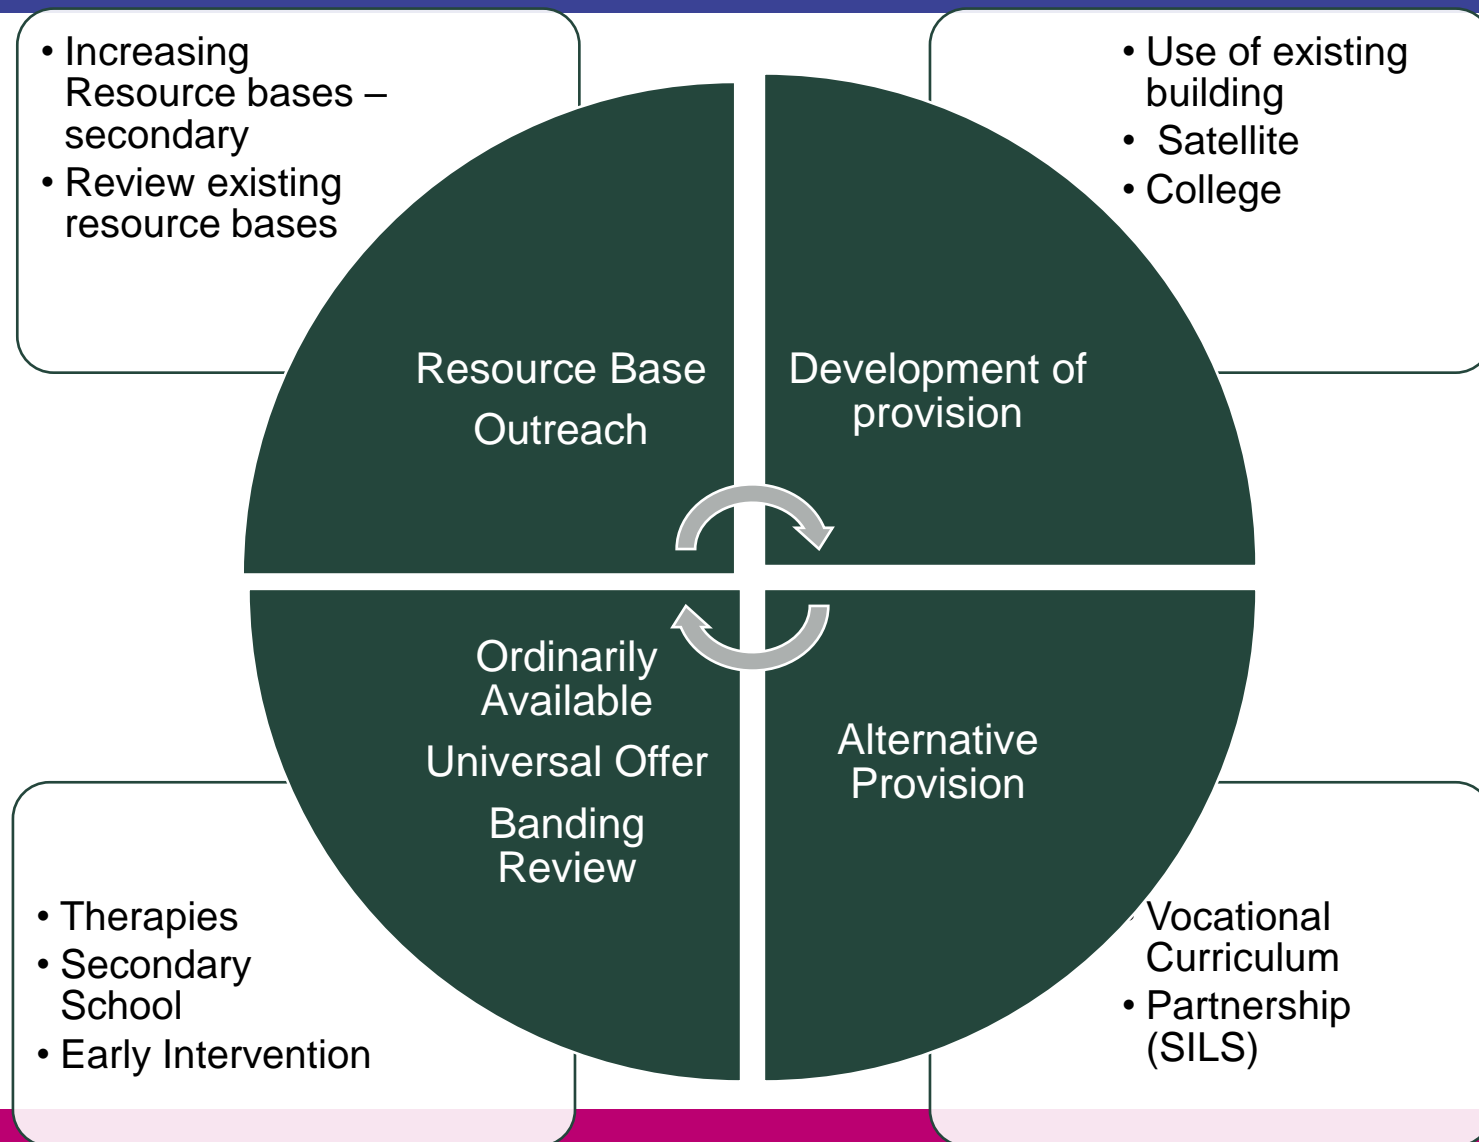 • Increasing
Resource bases –
secondary
• Review existing
resource bases
• Use of existing
building
• Satellite
• College
Resource Base
Outreach
Development of
provision
Ordinarily
Available
Universal Offer
Banding
Review
Alternative
Provision
• Therapies
• Secondary
School
• Early Intervention
• Vocational
Curriculum
• Partnership
(SILS)